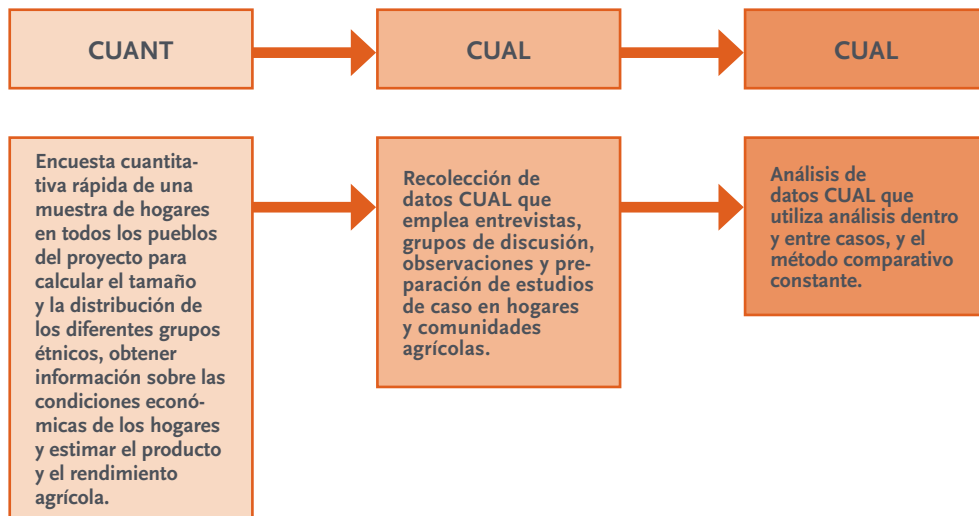 CUANT
CUAL
CUAL
Encuesta cuantita-
tiva rápida de una
muestra de hogares
en todos los pueblos
del proyecto para
calcular el tamaño
y la distribución de
los diferentes grupos
étnicos, obtener
información sobre las
condiciones econó-
micas de los hogares
y estimar el producto
y el rendimiento
agrícola.
Recolección de
datos CUAL que
emplea entrevistas,
grupos de discusión,
observaciones y pre-
paración de estudios
de caso en hogares
y comunidades
agrícolas.
Análisis de
datos CUAL que
utiliza análisis dentro
y entre casos, y el
método comparativo
constante.